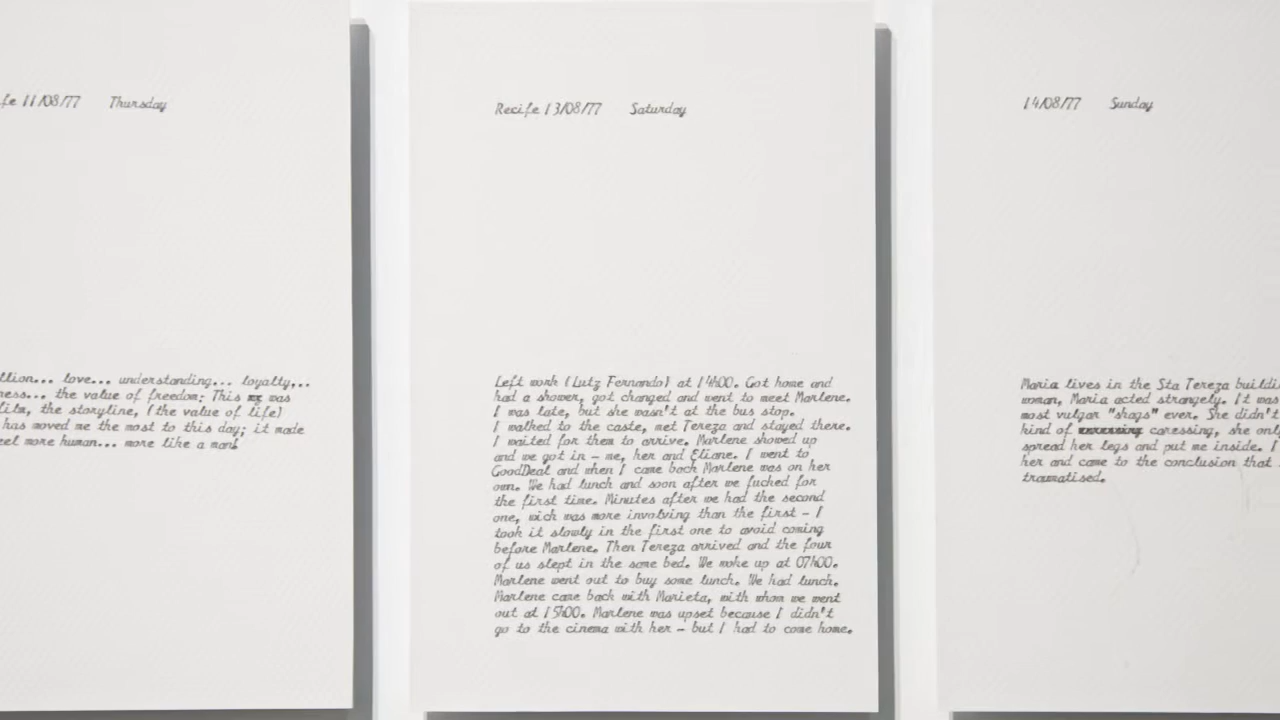 fe 11/08/77 Thursday
llion... love... understanding... loyalty...
ness... the value of freedom; This was
film, the storyline, (the value of life)
has moved me the most to this day; it made
eel more human... more like a man!
Recife 13/08/77 Saturday
Left work (Lutz Fernando) at 14h00. Got home and
had a shower, got changed and went to meet Marlene.
I was late, but she wasn't at the bus stop.
I walked to the caste, met Tereza and stayed there.
I waited for them to arrive. Marlene showed up
and we got in - me, her and Eliane. I went to
GoodDeal and when I came back Marlene was on her
own. We had lunch and soon after we fucked for
the first time. Minutes after we had the second
one, wich was more involving than the first - I
took it slowly in the first one to avoid coming
before Marlene. Then Tereza arrived and the four
of us slept in the same bed. We woke up at 07h00.
Marlene went out to buy some lunch. We had lunch.
Marlene came back with Marieta, with whom we went
out at 15h00. Marlene was upset because I didn't
go to the cinema with her - but I had to come home.
14/08/77 Sunday
Maria lives in the Sta Tereza buildi
woman, Maria acted strangely. It was
most vulgar "shags" ever. She didn't
kind of caressing, she only
spread her legs and put me inside. I
her and came to the conclusion that
traumatised.